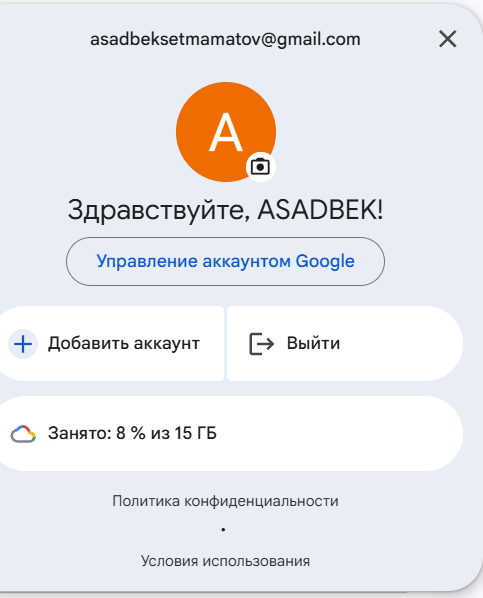 asadbeksetmamatov@gmail.com
A
Здравствуйте, ASADBEK!
Управление аккаунтом Google
Добавить аккаунт
Выйти
Занято: 8 % из 15 ГБ
Политика конфиденциальности
·
Условия использования